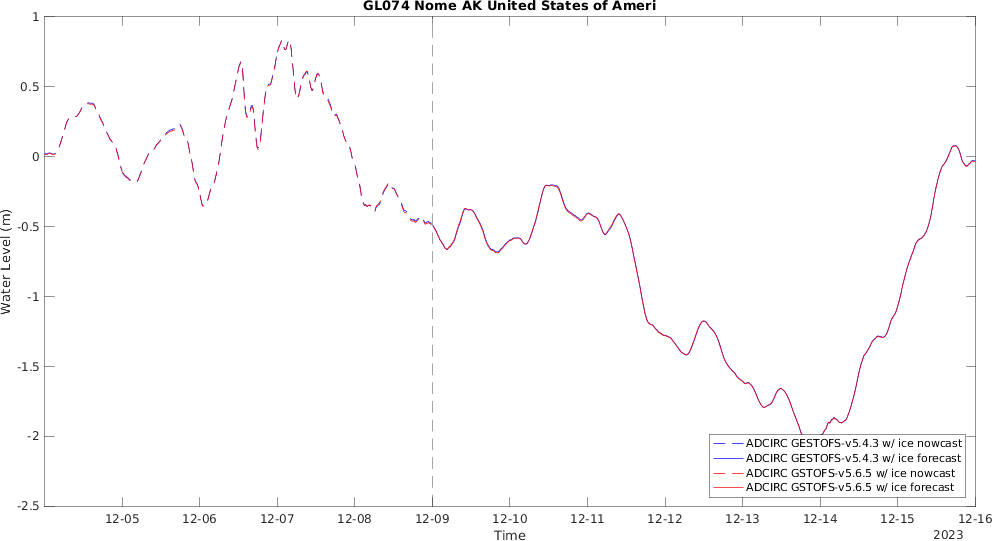 GL074 Nome AK United States of Ameri
1
0.5
0
-0.5
-1
-1.5
-2
-2.5
Water Level (m)
ADCIRC GESTOFS-v5.4.3 w/ ice nowcast
ADCIRC GESTOFS-v5.4.3 w/ ice forecast
ADCIRC GSTOFS-v5.6.5 w/ ice nowcast
ADCIRC GSTOFS-v5.6.5 w/ ice forecast
12-05 12-06 12-07 12-08 12-09 12-10 12-11 12-12 12-13 12-14 12-15 12-16
Time
2023